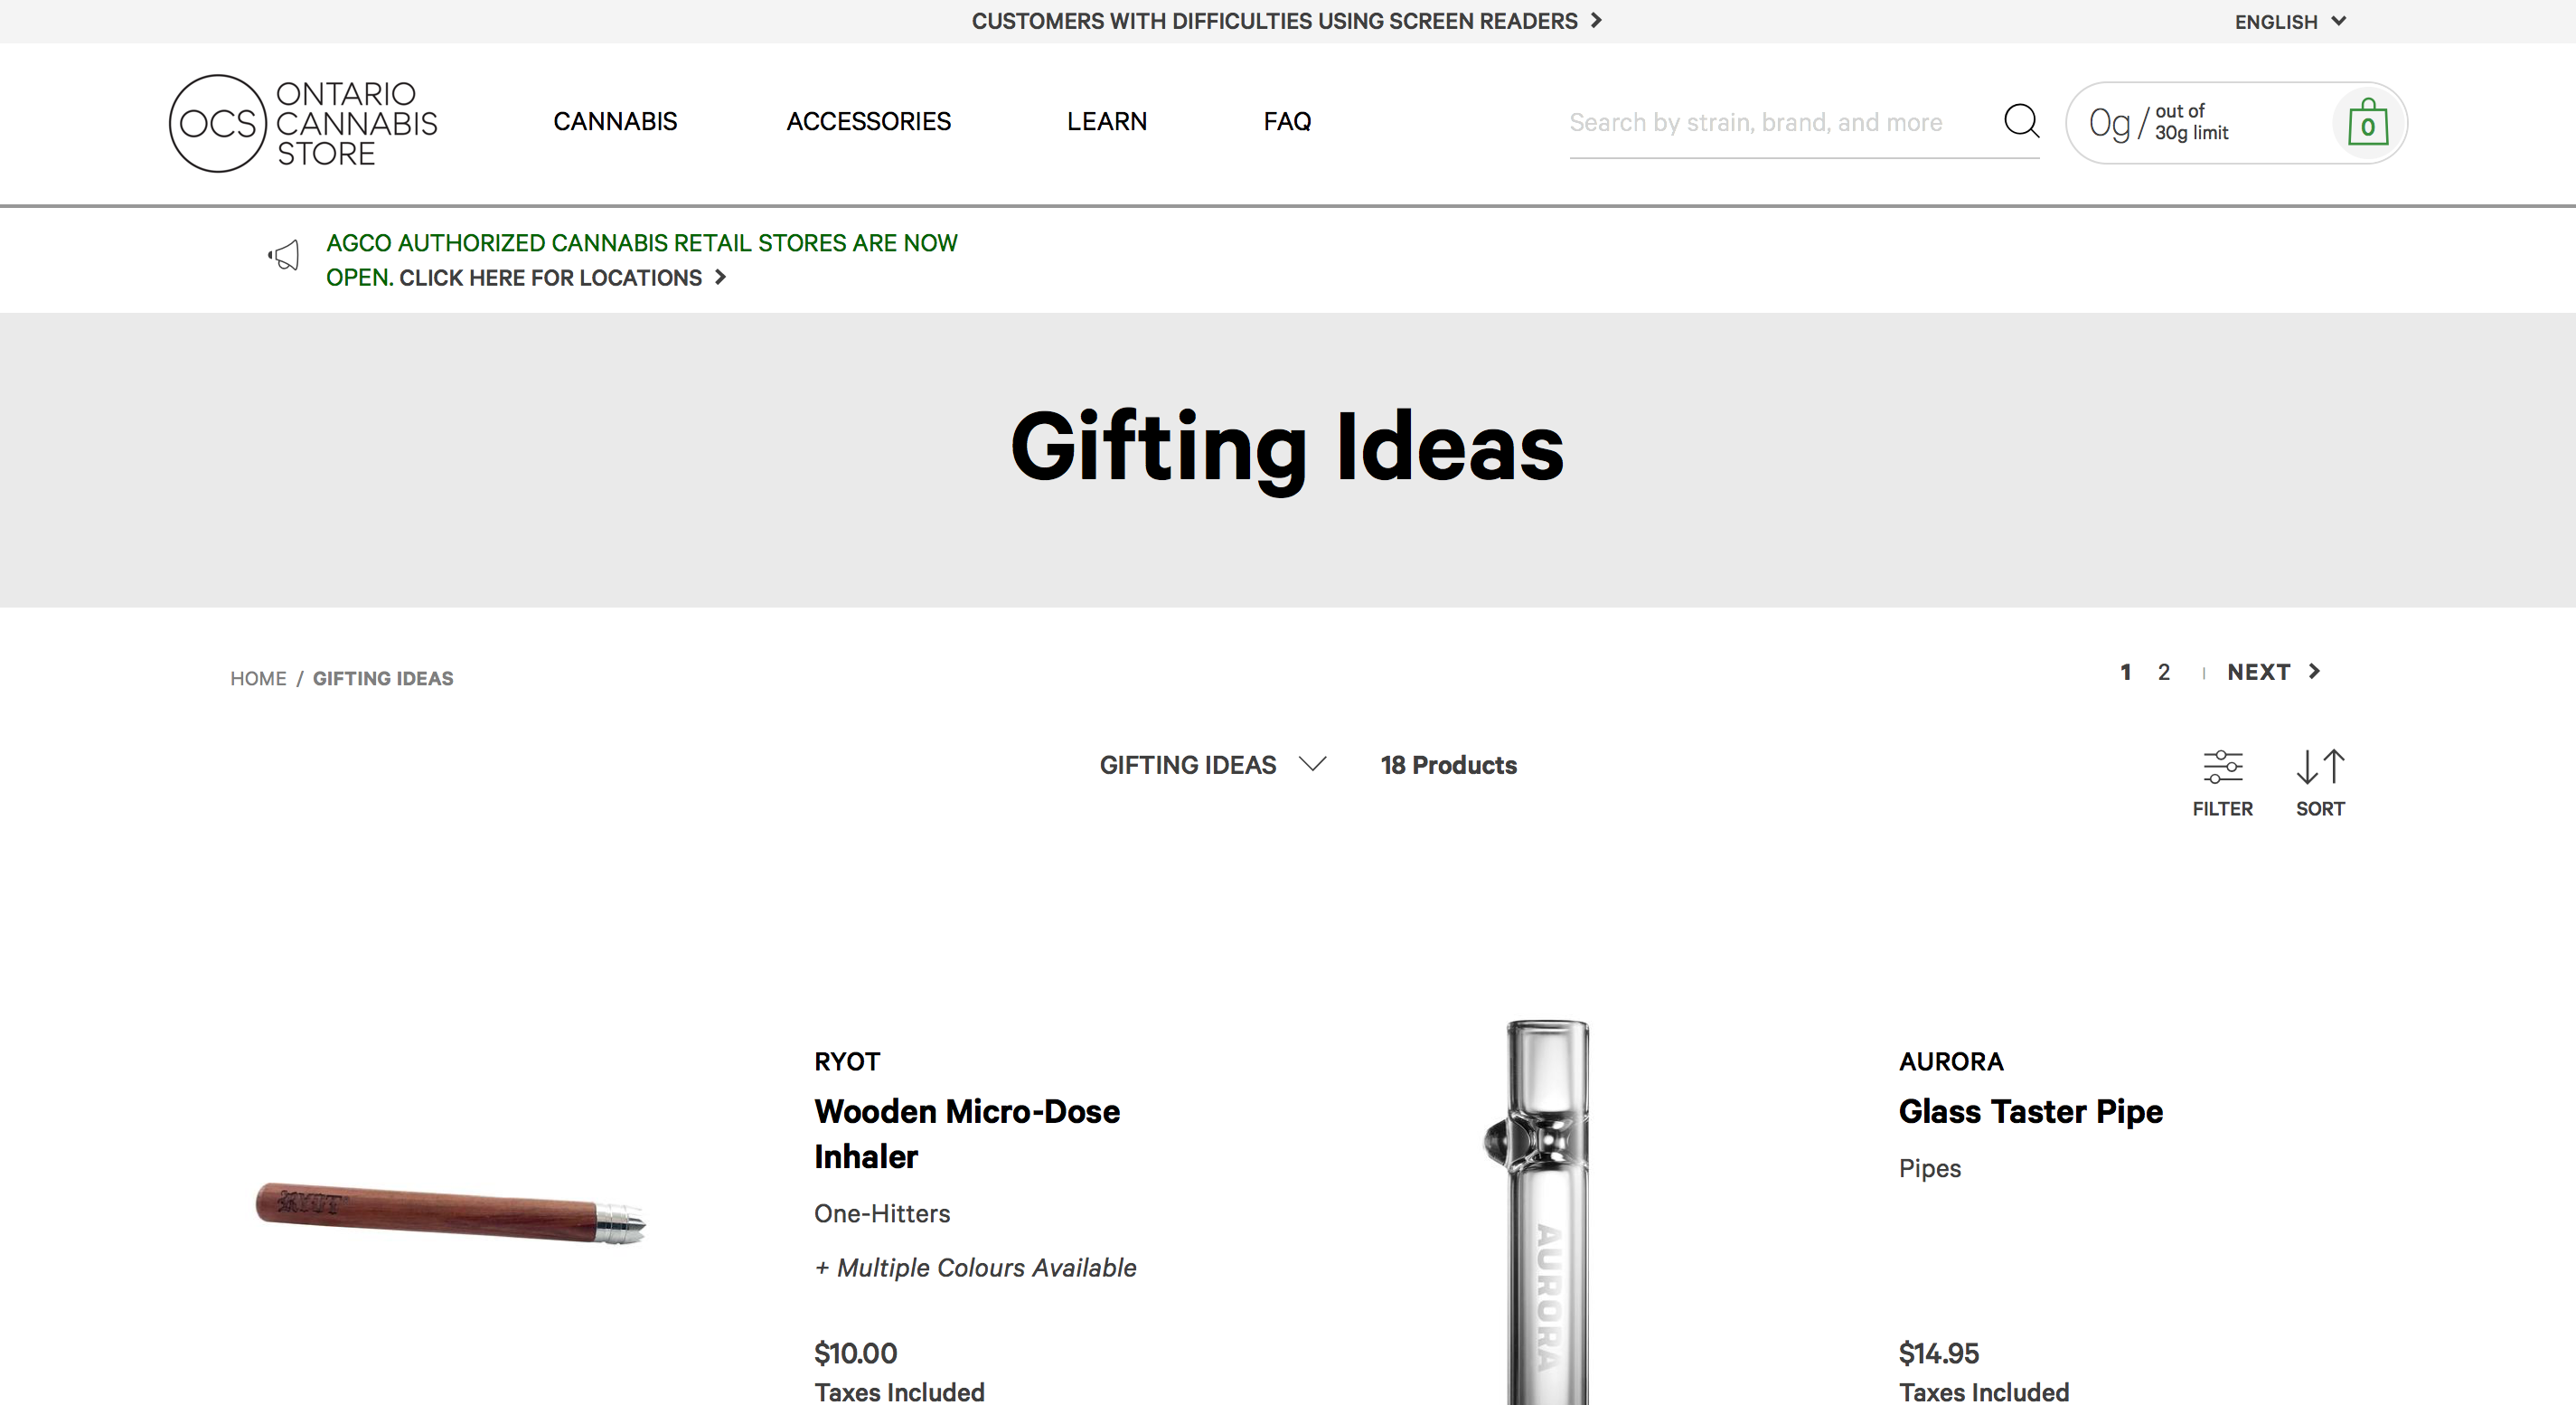 CUSTOMERS WITH DIFFICULTIES USING SCREEN READERS
ENGLISH
OCS
ONTARIO
CANNABIS
STORE
CANNABIS
ACCESSORIES
LEARN
FAQ
Search by strain, brand, and more
0g / out of
30g limit
0
AGCO AUTHORIZED CANNABIS RETAIL STORES ARE NOW
OPEN. CLICK HERE FOR LOCATIONS
Gifting Ideas
HOME / GIFTING IDEAS
1 2 | NEXT
GIFTING IDEAS
18 Products
FILTER
SORT
RYOT
Wooden Micro-Dose
Inhaler
One-Hitters
+ Multiple Colours Available
$10.00
Taxes Included
RYOT
AURORA
AURORA
Glass Taster Pipe
Pipes
$14.95
Taxes Included